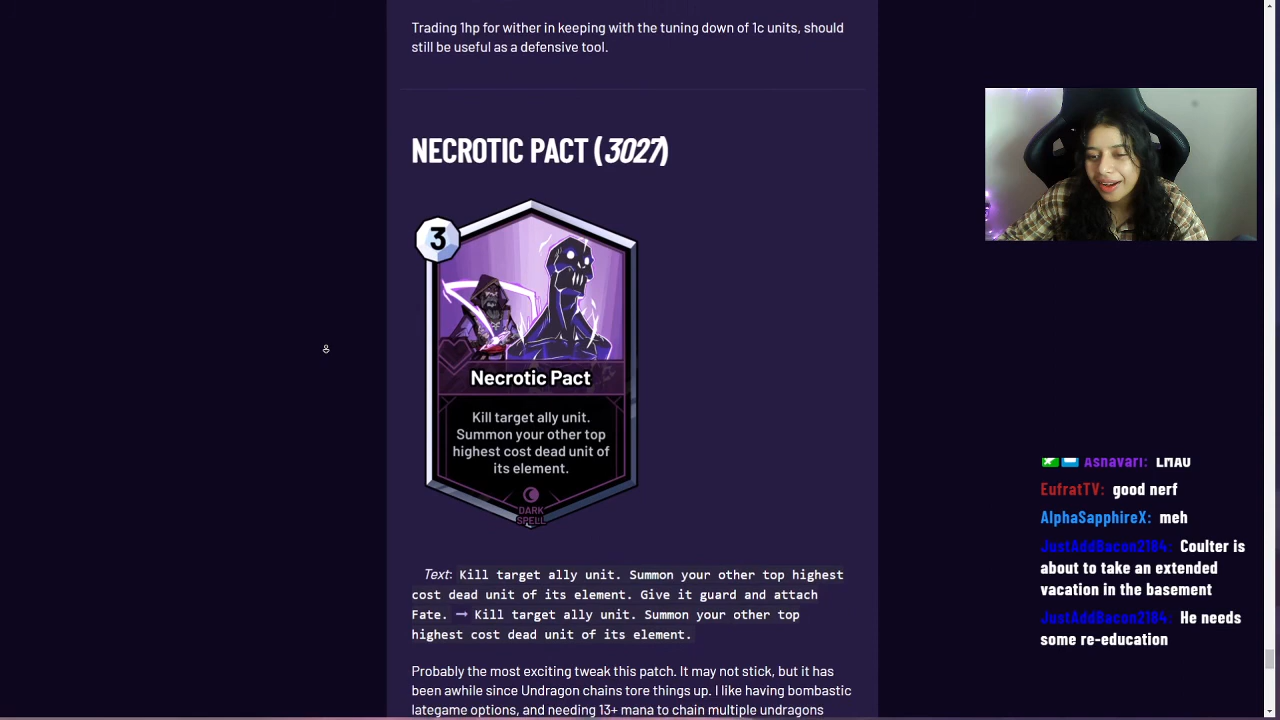 Trading 1hp for wither in keeping with the tuning down of 1c units, should
still be useful as a defensive tool.
NECROTIC PACT (3027)
3
Necrotic Pact
Kill target ally unit.
Summon your other top
highest cost dead unit of
its element.
DARK
SPELL
Text: Kill target ally unit. Summon your other top highest
cost dead unit of its element. Give it guard and attach
Fate. → Kill target ally unit. Summon your other top
highest cost dead unit of its element.
Probably the most exciting tweak this patch. It may not stick, but it has
been awhile since Undragon chains tore things up. I like having bombastic
lategame options, and needing 13+ mana to chain multiple undragons
Asnavari: LMAO
EufratTV: good nerf
AlphaSapphireX: meh
JustAddBacon2184: Coulter is
about to take an extended
vacation in the basement
JustAddBacon2184: He needs
some re-education